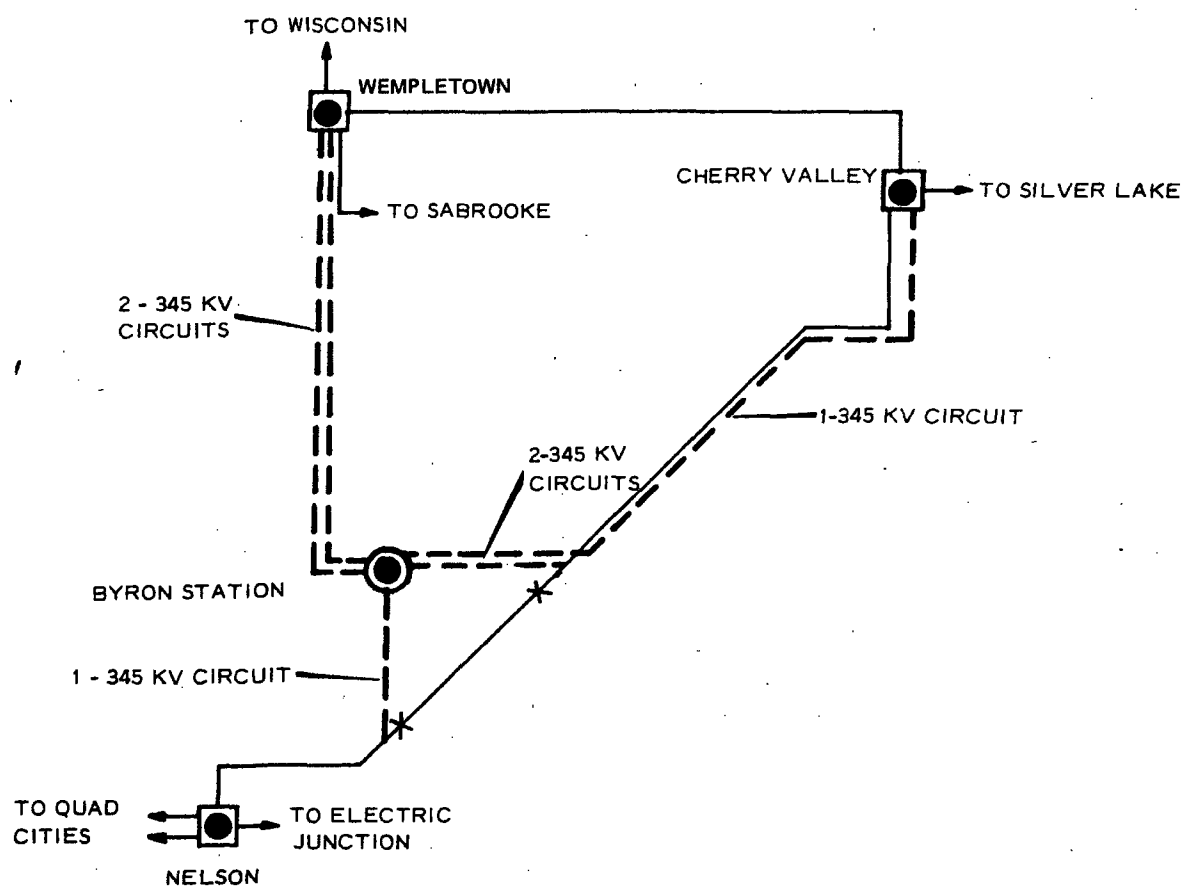 TO WISCONSIN
WEMPLETOWN
CHERRY VALLEY
TO SILVER LAKE
TO SABROOKE
2 - 345 KV
CIRCUITS
1-345 KV CIRCUIT
2-345 KV
CIRCUITS
BYRON STATION
1 - 345 KV CIRCUIT
TO QUAD
CITIES
TO ELECTRIC
JUNCTION
NELSON